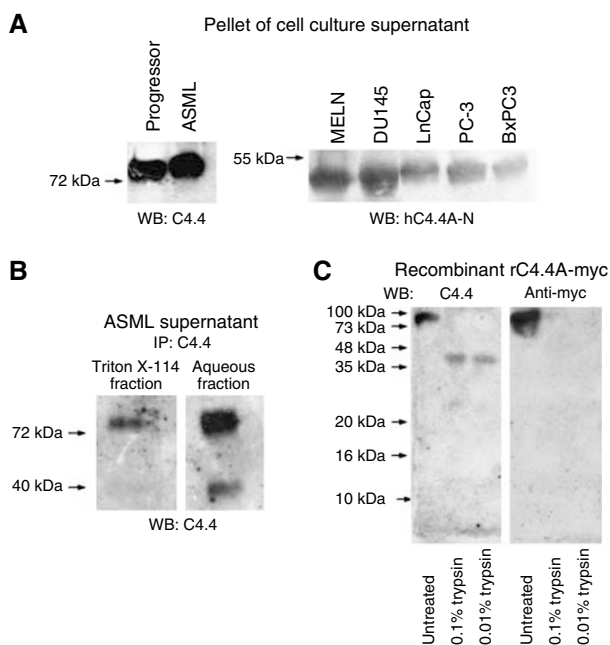 A
Pellet of cell culture supernatant
Progressor
ASML
72 kDa
WB: C4.4
MELN
DU145
LnCap
PC-3
BxPC3
55 kDa
WB: hC4.4A-N
B
ASML supernatant
IP: C4.4
Triton X-114 fraction
Aqueous fraction
72 kDa
40 kDa
WB: C4.4
C
Recombinant rC4.4A-myc
WB: C4.4 Anti-myc
100 kDa
73 kDa
48 kDa
35 kDa
20 kDa
16 kDa
10 kDa
Untreated
0.1% trypsin
0.01% trypsin
Untreated
0.1% trypsin
0.01% trypsin